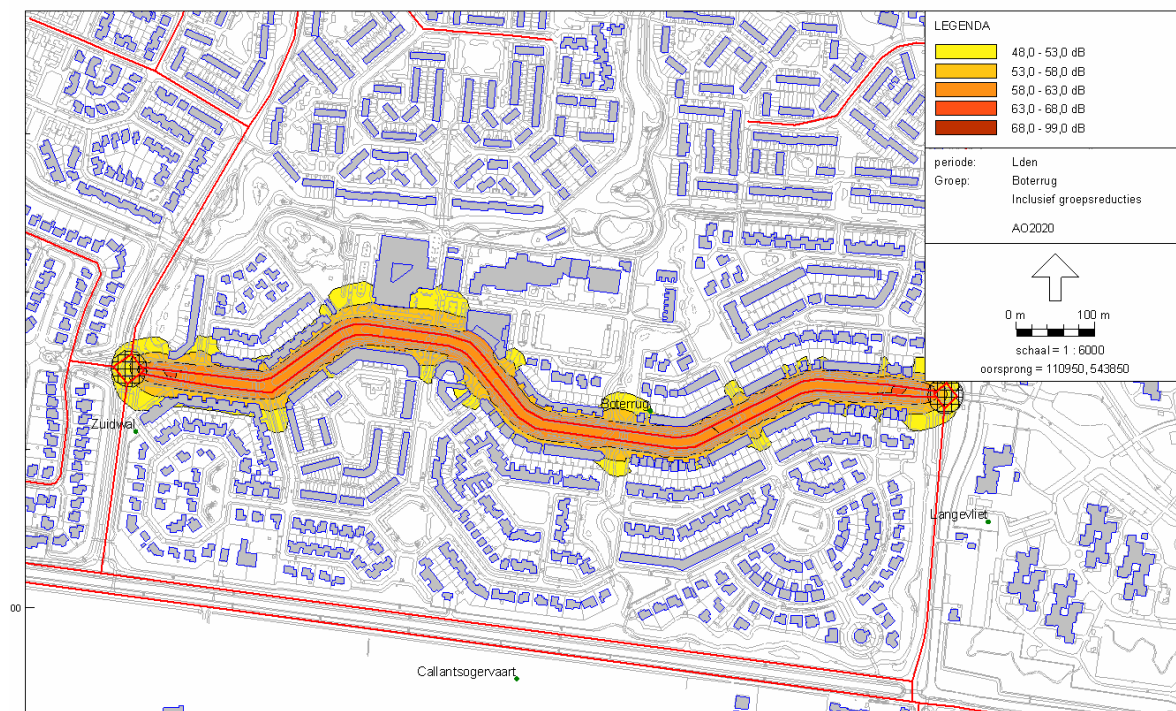 LEGENDA
48,0 - 53,0 dB
53,0 - 58,0 dB
58,0 - 63,0 dB
63,0 - 68,0 dB
68,0 - 99,0 dB
periode: Lden
Groep: Boterrug
Inclusief groepsreducties
AO2020
0 m 100 m
schaal = 1 : 6000
oorsprong = 110950, 543850
Boterrug
Zuidwal
Langevliet
00
Callantsogervaart